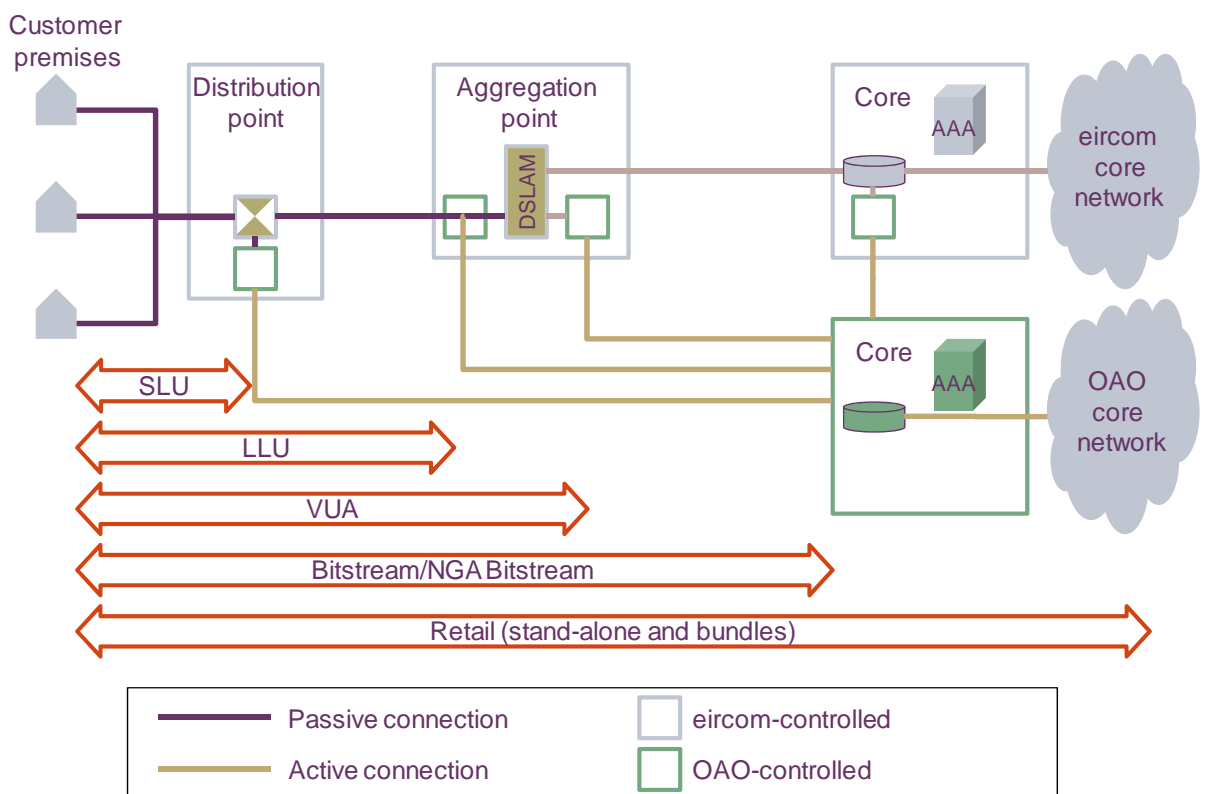 Customer
premises
Distribution
point
Aggregation
point
DSLAM
Core
AAA
eircom
core
network
Core
AAA
OAO
core
network
SLU
LLU
VUA
Bitstream/NGA Bitstream
Retail (stand-alone and bundles)
Passive connection
eircom-controlled
Active connection
OAO-controlled